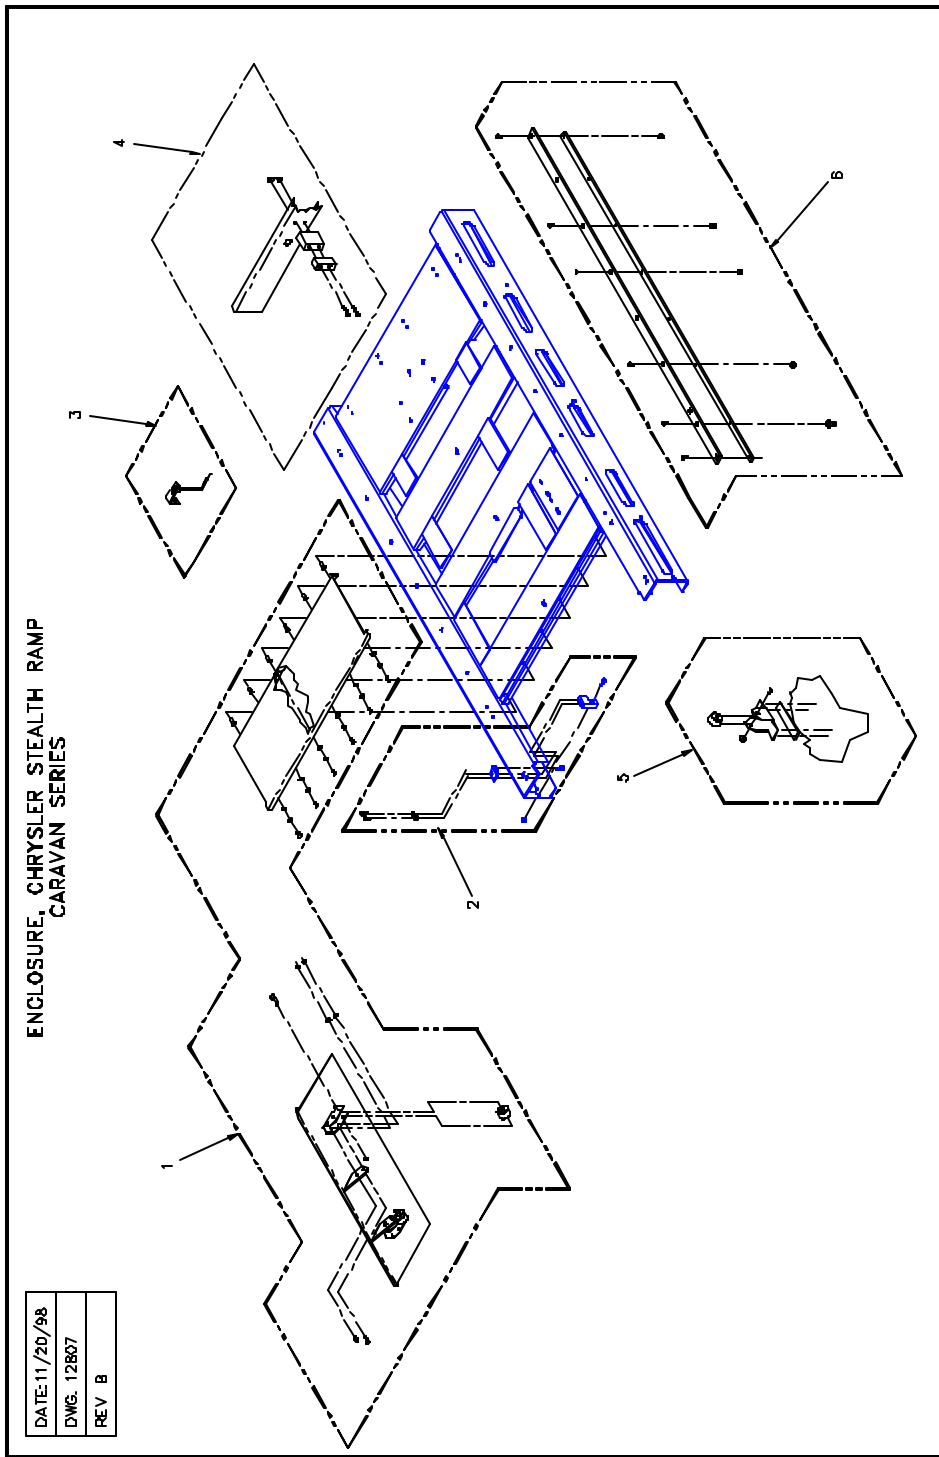 ENCLOSURE, CHRYSLER STEALTH RAMP
CARAVAN SERIES
DATE: 11/20/98
DWG. 12807
REV B
1
2
3
4
5
6